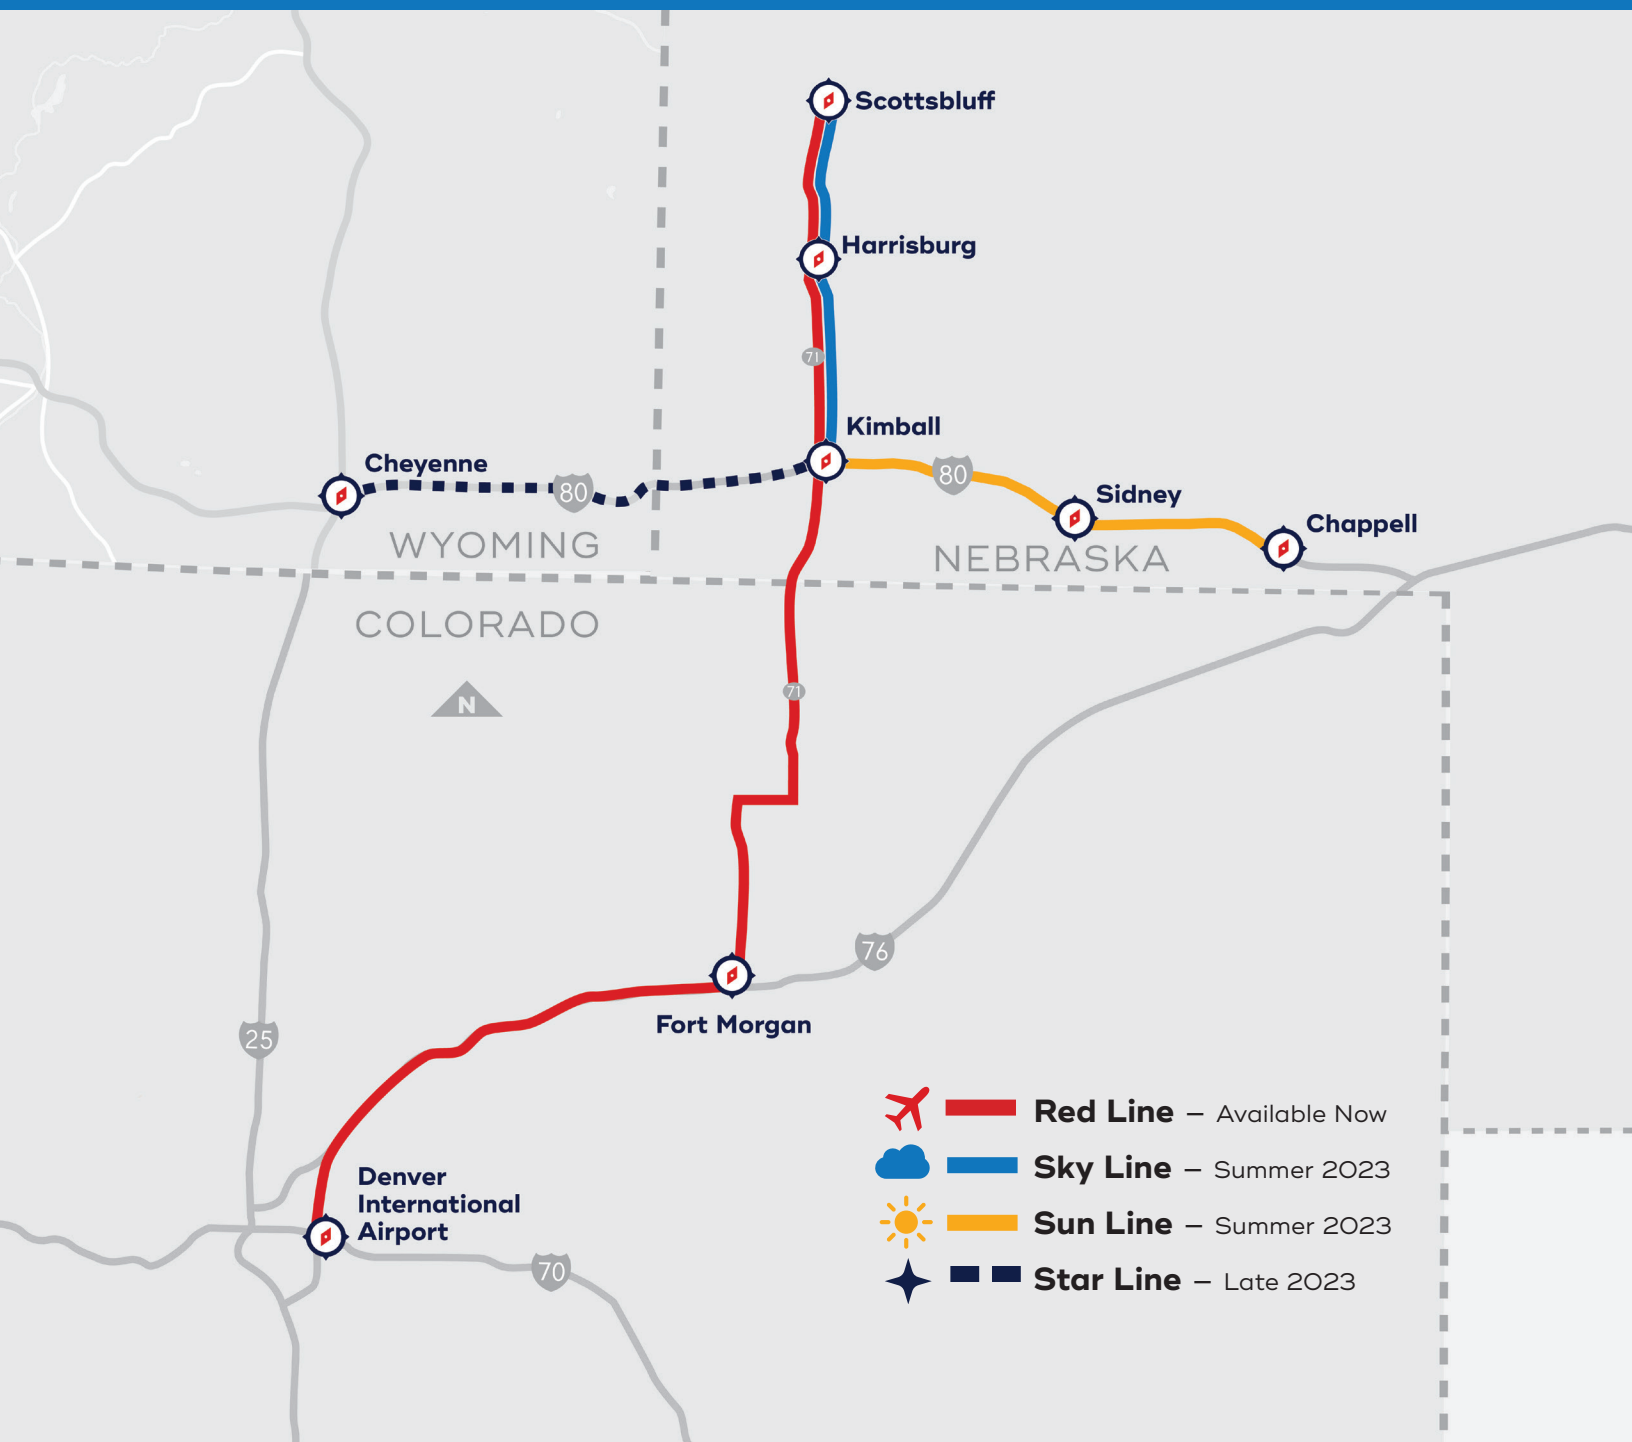 Scottsbluff
Harrisburg
71
Kimball
Cheyenne
80
80
Sidney
Chappell
WYOMING
NEBRASKA
COLORADO
71
N
76
Fort Morgan
25
Red Line – Available Now
Sky Line – Summer 2023
Sun Line – Summer 2023
Star Line – Late 2023
Denver
International
Airport
70